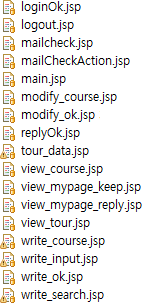 loginOk.jsp
logout.jsp
mailcheck.jsp
mailCheckAction.jsp
main.jsp
modify_course.jsp
modify_ok.jsp
replyOk.jsp
tour_data.jsp
view_course.jsp
view_mypage_keep.jsp
view_mypage_reply.jsp
view_tour.jsp
write_course.jsp
write_input.jsp
write_ok.jsp
write_search.jsp